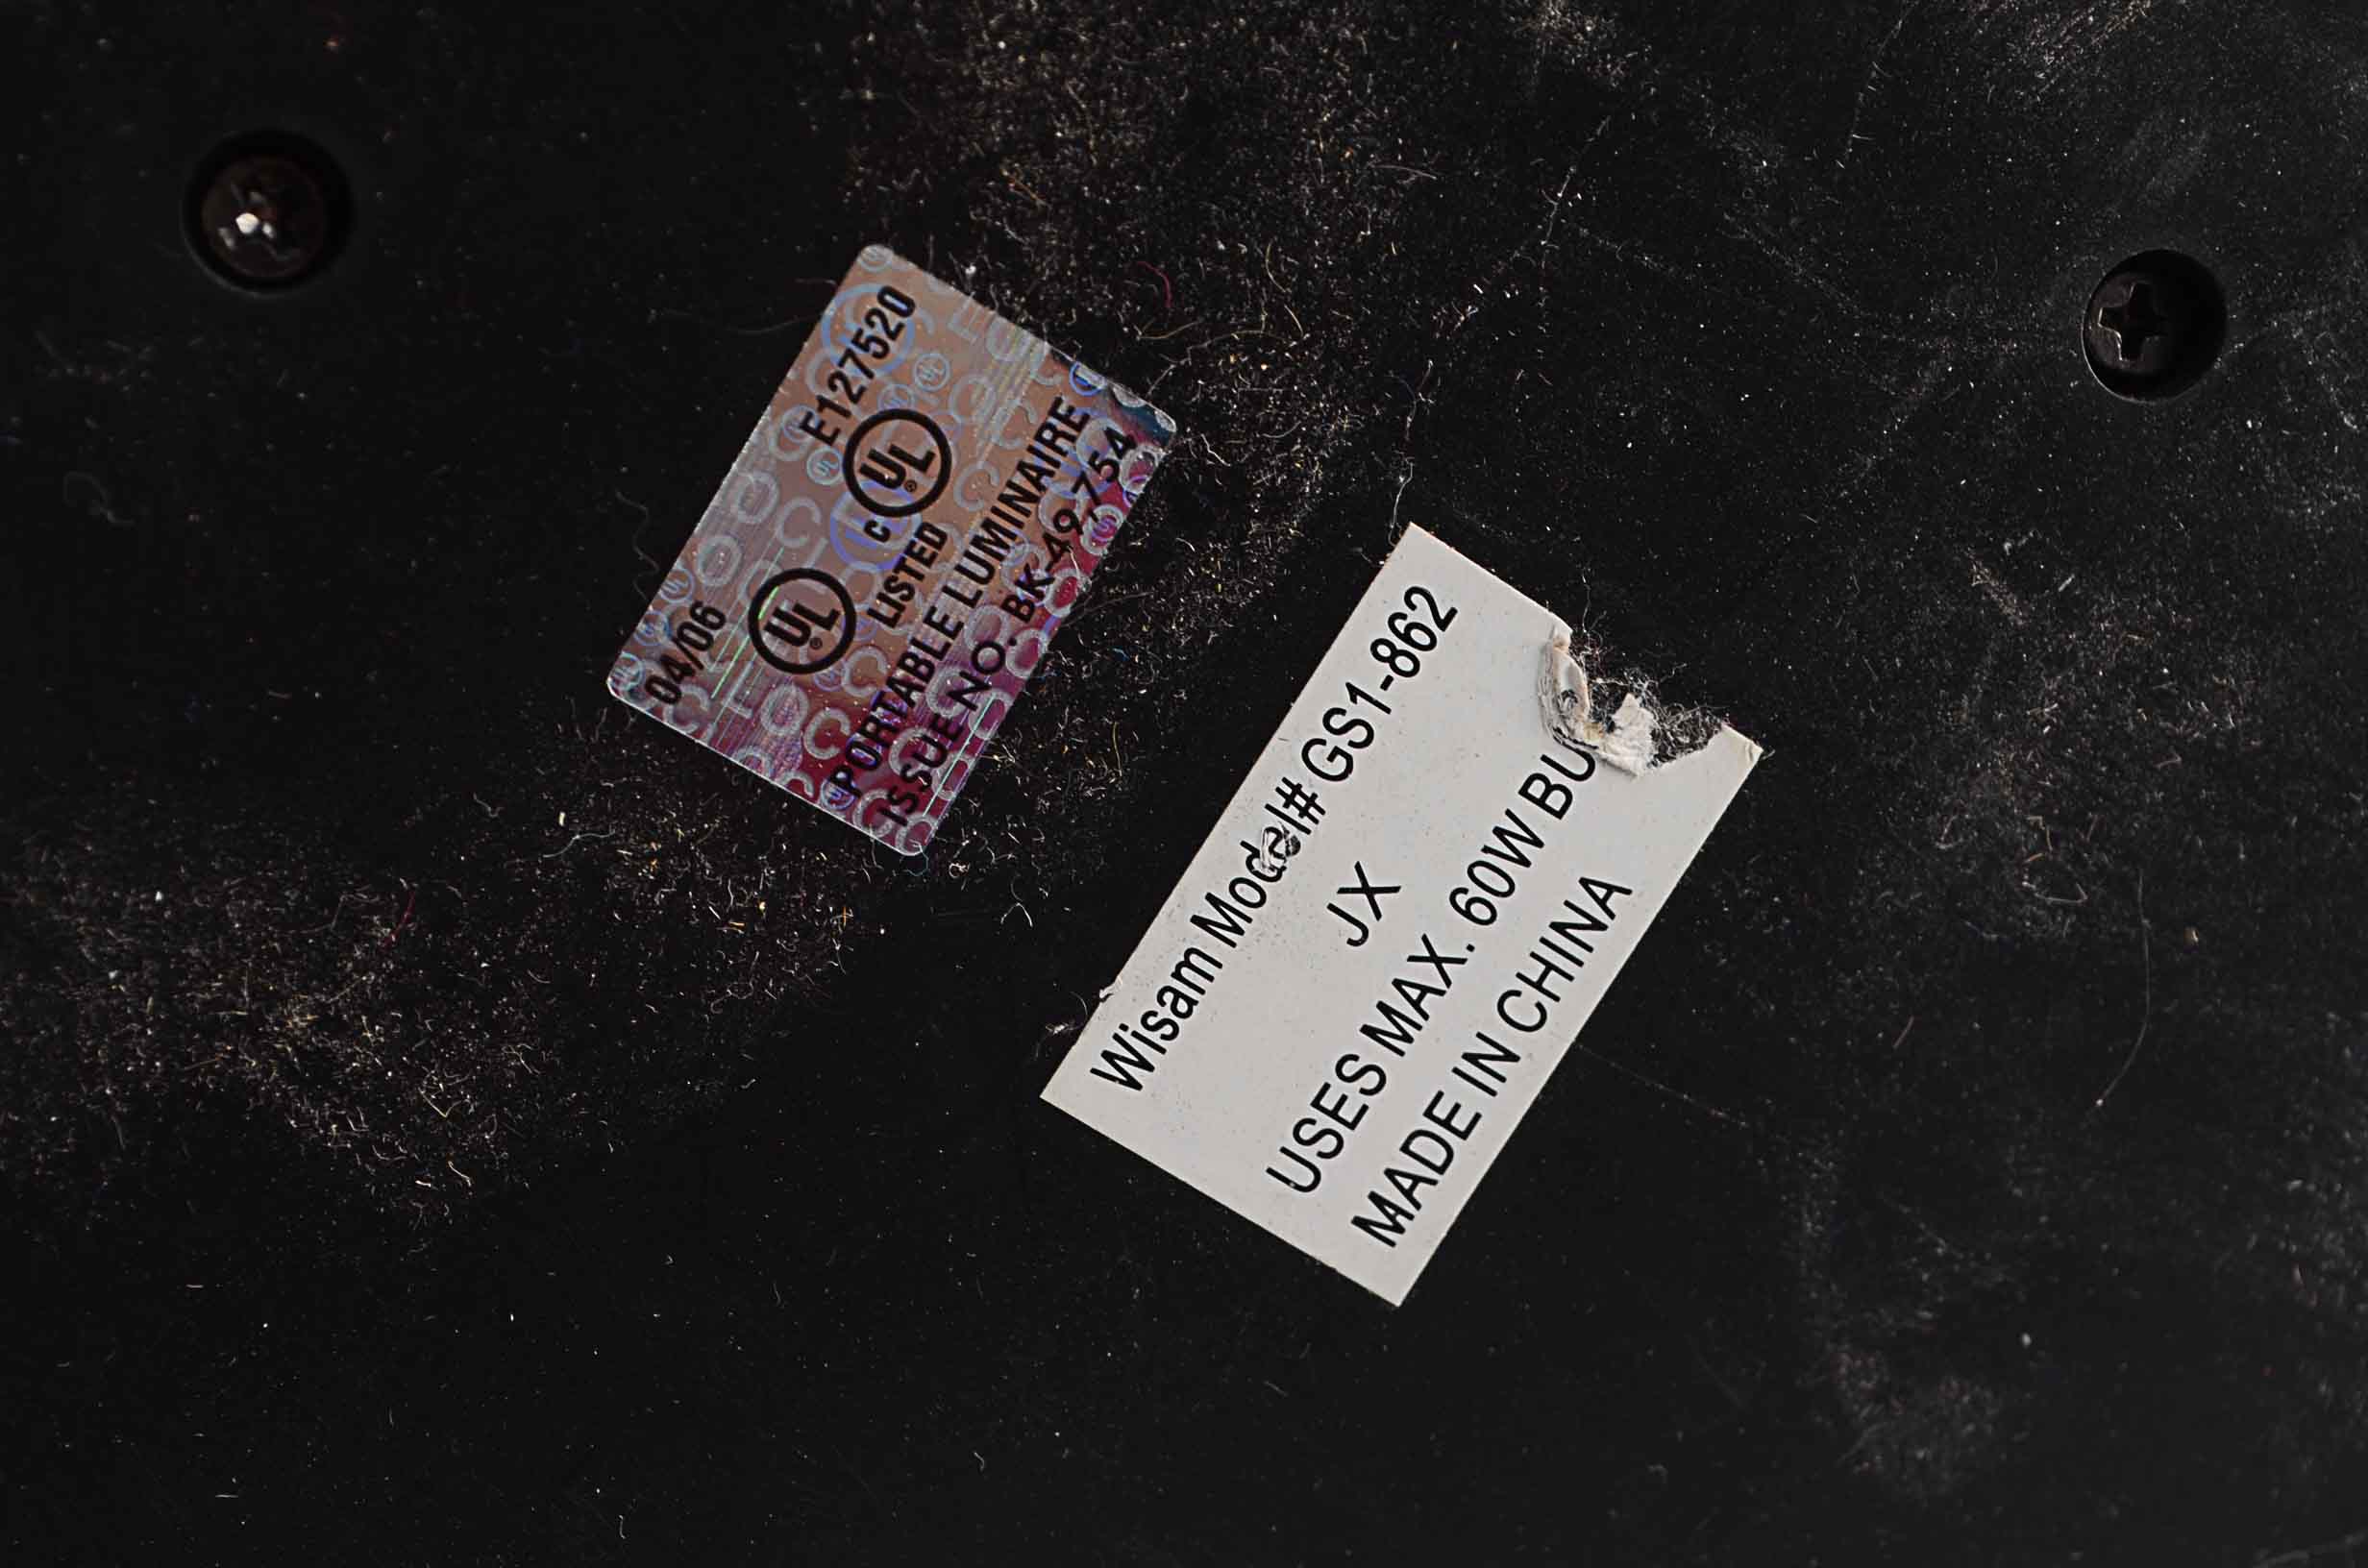 04/06 E127520
UL C UL
LISTED
PORTABLE LUMINAIRE
ISSUE NO. BK-49,754
Wisam Model# GS1-862
JX
USES MAX. 60W BU
MADE IN CHINA